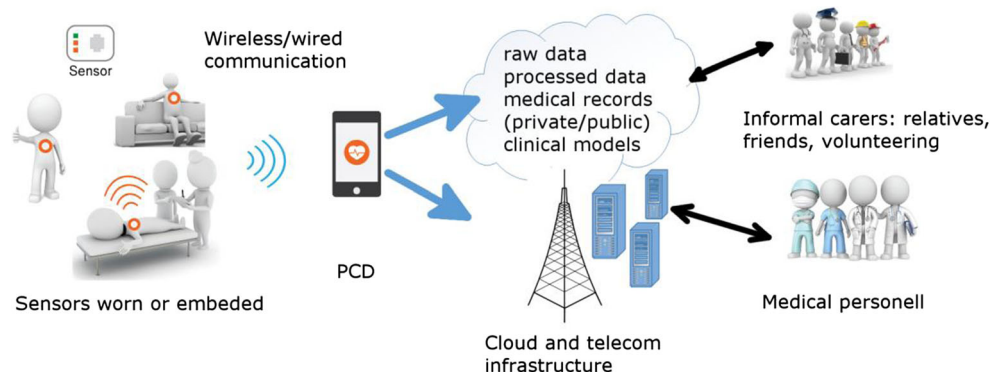 Sensor
Wireless/wired
communication
raw data
processed data
medical records
(private/public)
clinical models
Informal carers: relatives,
friends, volunteering
PCD
Sensors worn or embeded
Medical personell
Cloud and telecom
infrastructure